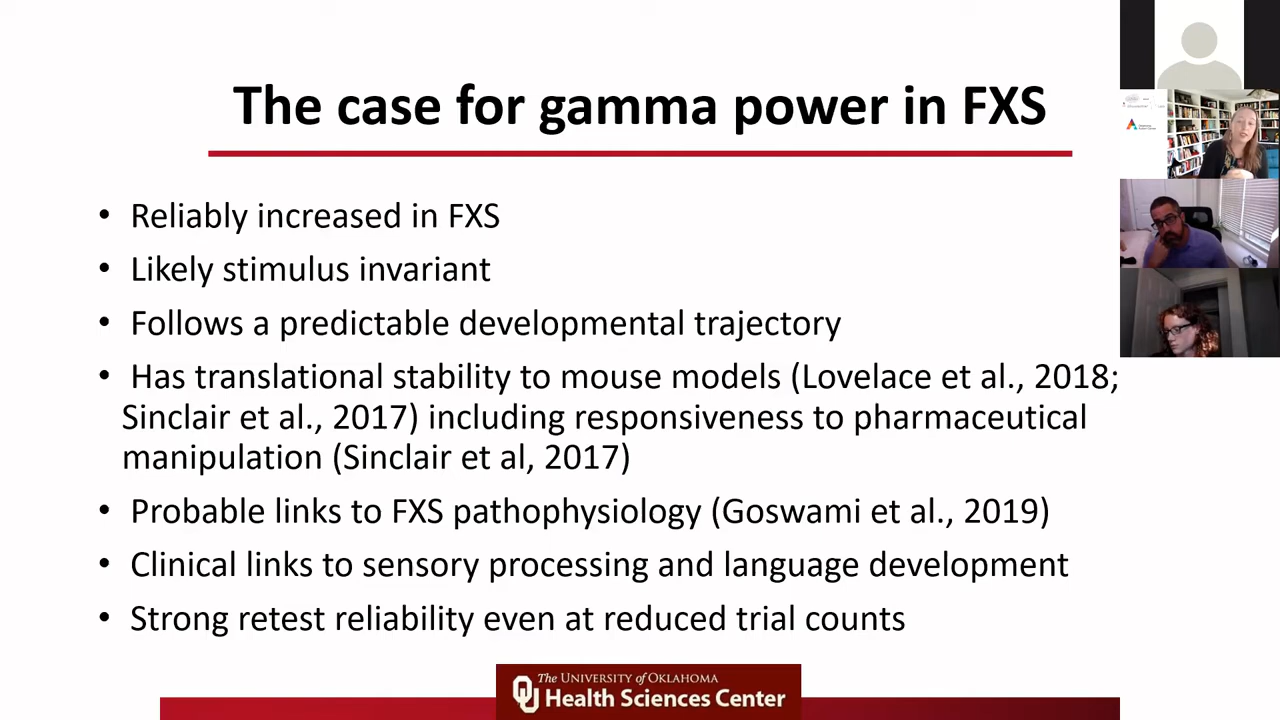 The case for gamma power in FXS
• Reliably increased in FXS
• Likely stimulus invariant
• Follows a predictable developmental trajectory
• Has translational stability to mouse models (Lovelace et al., 2018;
Sinclair et al., 2017) including responsiveness to pharmaceutical
manipulation (Sinclair et al, 2017)
• Probable links to FXS pathophysiology (Goswami et al., 2019)
• Clinical links to sensory processing and language development
• Strong retest reliability even at reduced trial counts
The UNIVERSITY of OKLAHOMA
Health Sciences Center